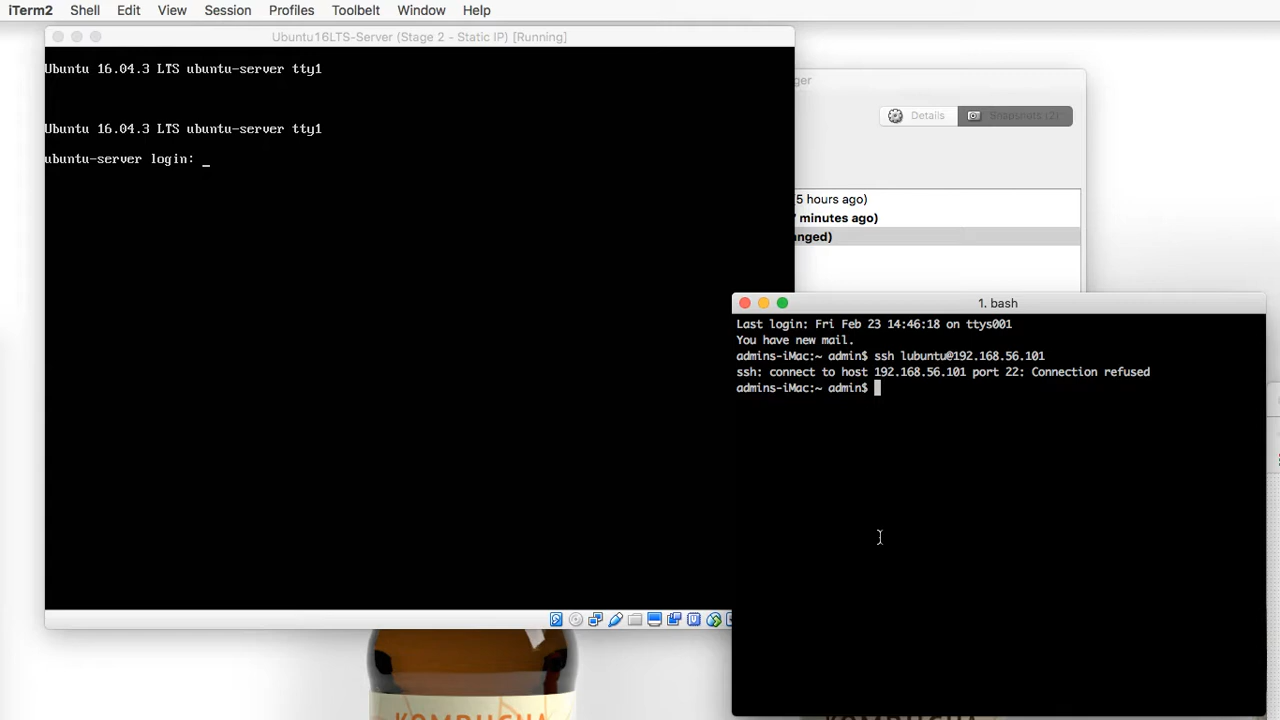 iTerm2 Shell Edit View Session Profiles Toolbelt Window Help
Ubuntu16LTS-Server (Stage 2 - Static IP) [Running]
Ubuntu 16.04.3 LTS ubuntu-server tty1
Ubuntu 16.04.3 LTS ubuntu-server tty1
ubuntu-server login: _
ger
Details
Snapshots (2)
(5 hours ago)
minutes ago)
anged)
1. bash
Last login: Fri Feb 23 14:46:18 on ttys001
You have new mail.
admins-iMac:~ admin$ ssh lubuntu@192.168.56.101
ssh: connect to host 192.168.56.101 port 22: Connection refused
admins-iMac:~ admin$
KOMBUCHA